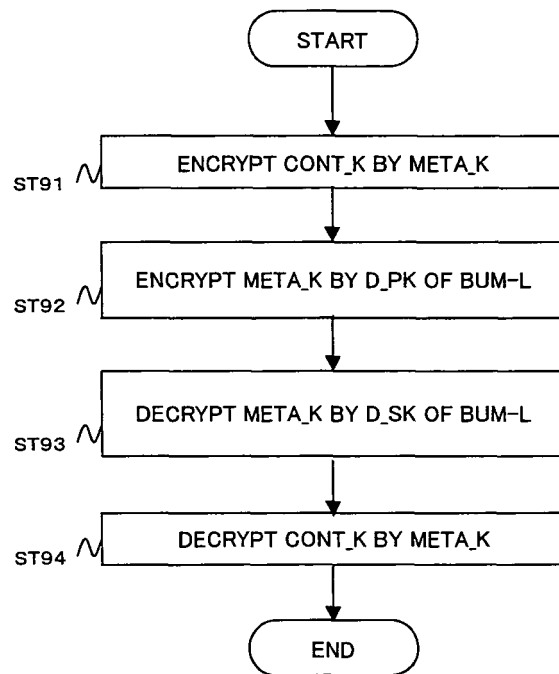 START
ST91 ENCRYPT CONT_K BY META_K
ST92 ENCRYPT META_K BY D_PK OF BUM-L
ST93 DECRYPT META_K BY D_SK OF BUM-L
ST94 DECRYPT CONT_K BY META_K
END